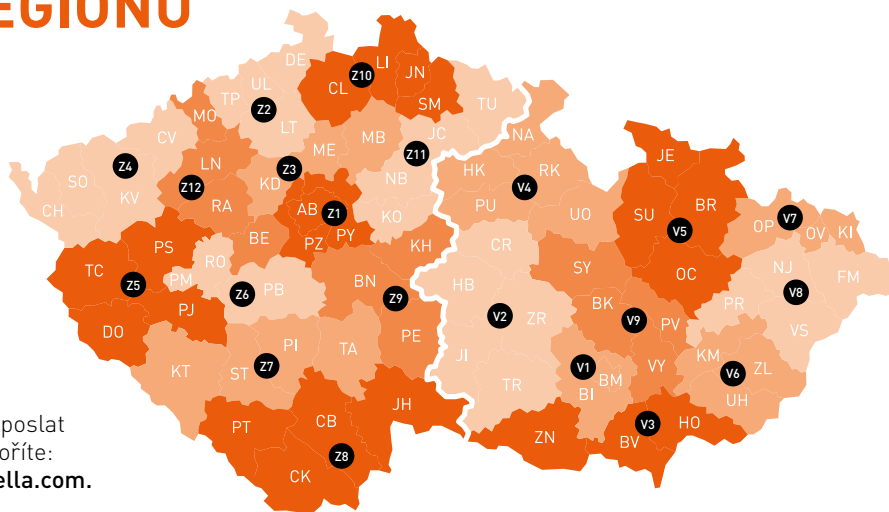 EGIONŮ
DE
LI
UL
Z10
JN
TP
CL
Z2
SM
TU
MO
LT
CV
ME
MB
JC
NA
Z11
JE
Z4
LN
Z3
SO
Z12
KD
NB
HK
RK
V4
KV
RA
AB
Z1
KO
PU
UO
SU
BR
CH
BE
PZ
PY
V5
OP
V7
OV
KI
PS
KH
CR
TC
RO
SY
OC
NJ
FM
Z5
PM
PB
BN
HB
V8
Z6
Z9
BK
PR
PJ
V2
ZR
V9
PV
DO
VS
PI
TA
PE
JI
KM
KT
ST
Z7
V1
BM
VY
V6
ZL
TR
BI
UH
JH
PT
CB
ZN
BV
V3
HO
Z8
CK
poslat
oříte:
ella.com.